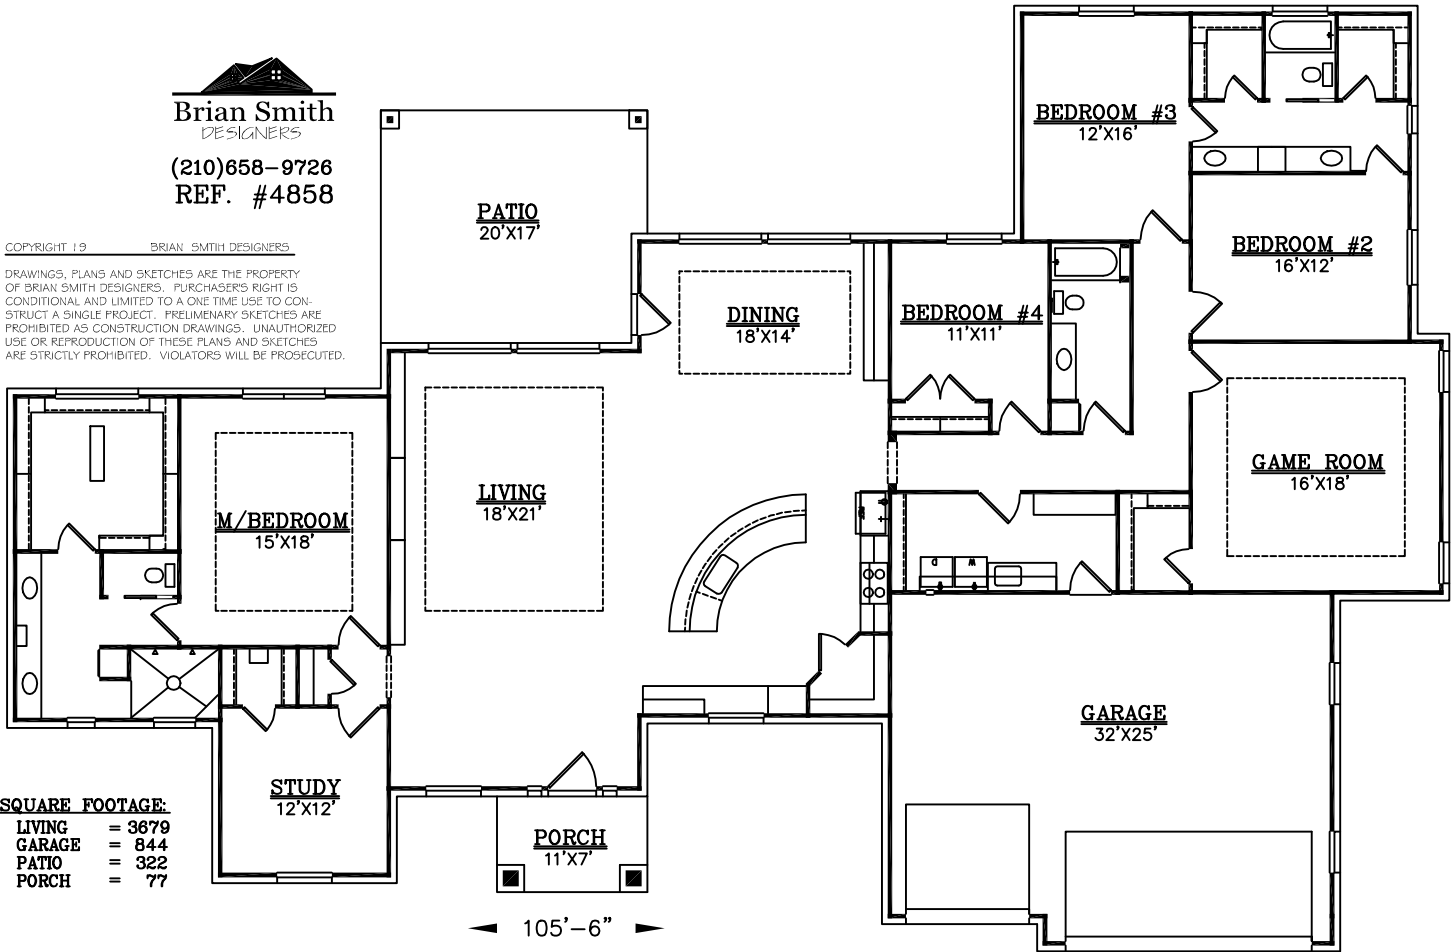 Brian Smith
DESIGNERS
(210)658-9726
REF. #4858
COPYRIGHT 19 BRIAN SMTIH DESIGNERS
DRAWINGS, PLANS AND SKETCHES ARE THE PROPERTY
OF BRIAN SMITH DESIGNERS. PURCHASER'S RIGHT IS
CONDITIONAL AND LIMITED TO A ONE TIME USE TO CON-
STRUCT A SINGLE PROJECT. PRELIMENARY SKETCHES ARE
PROHIBITED AS CONSTRUCTION DRAWINGS. UNAUTHORIZED
USE OR REPRODUCTION OF THESE PLANS AND SKETCHES
ARE STRICTLY PROHIBITED. VIOLATORS WILL BE PROSECUTED.
PATIO
20'X17'
BEDROOM #3
12'X16'
BEDROOM #2
16'X12'
DINING
18'X14'
BEDROOM #4
11'X11'
GAME ROOM
16'X18'
LIVING
18'X21'
M/BEDROOM
15'X18'
D W
GARAGE
32'X25'
STUDY
12'X12'
PORCH
11'X7'
SQUARE FOOTAGE:
LIVING = 3679
GARAGE = 844
PATIO = 322
PORCH = 77
105'-6"